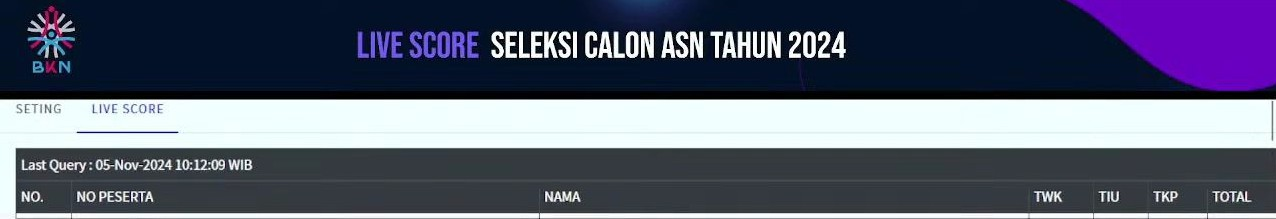 BKN
LIVE SCORE SELEKSI CALON ASN TAHUN 2024
SETING LIVE SCORE
Last Query : 05-Nov-2024 10:12:09 WIB
NO. NO PESERTA NAMA TWK TIU TKP TOTAL